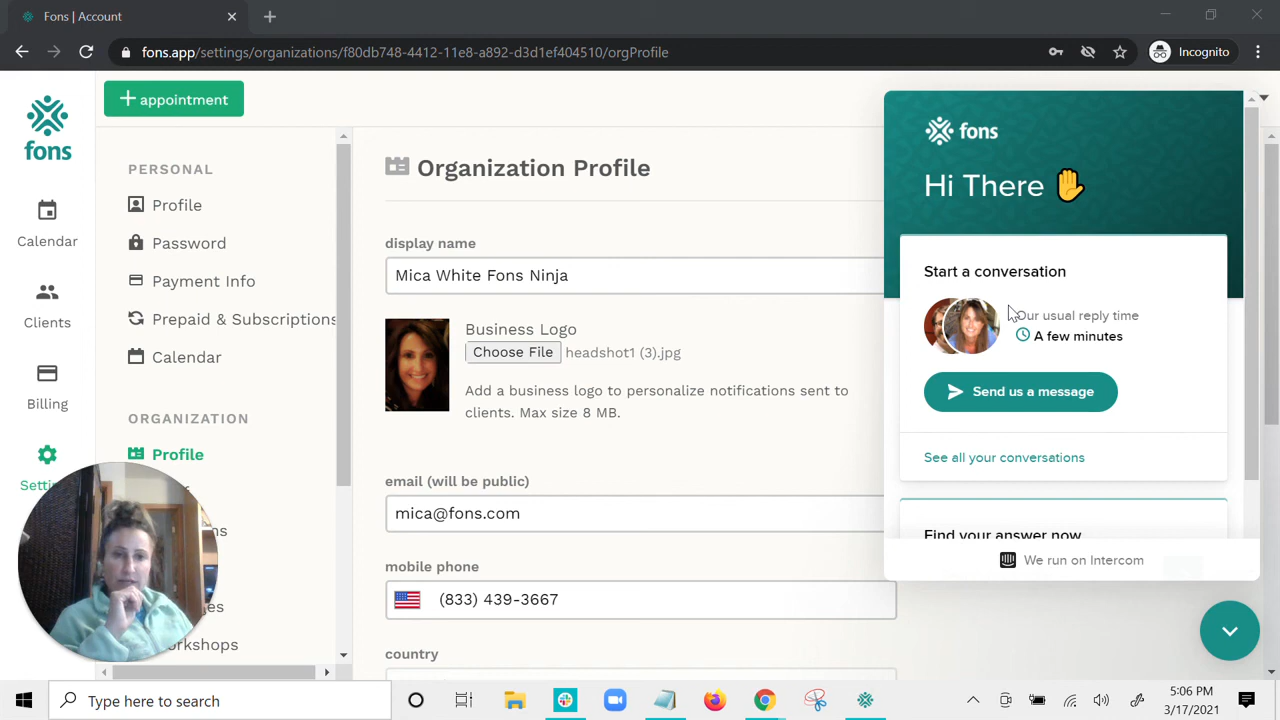 Fons | Account
fons.app/settings/organizations/f80db748-4412-11e8-a892-d3d1ef404510/orgProfile
Incognito
fons
Calendar
Clients
Billing
appointment
PERSONAL
Profile
Password
Payment Info
Prepaid & Subscriptions
Calendar
ORGANIZATION
Profile
Organization Profile
display name
Mica White Fons Ninja
Business Logo
Choose File headshot1 (3).jpg
Add a business logo to personalize notifications sent to
clients. Max size 8 MB.
email (will be public)
mica@fons.com
mobile phone
(833) 439-3667
country
fons
Hi There
Start a conversation
Our usual reply time
A few minutes
Send us a message
See all your conversations
Find your answer now
We run on Intercom
Type here to search
5:06 PM
3/17/2021